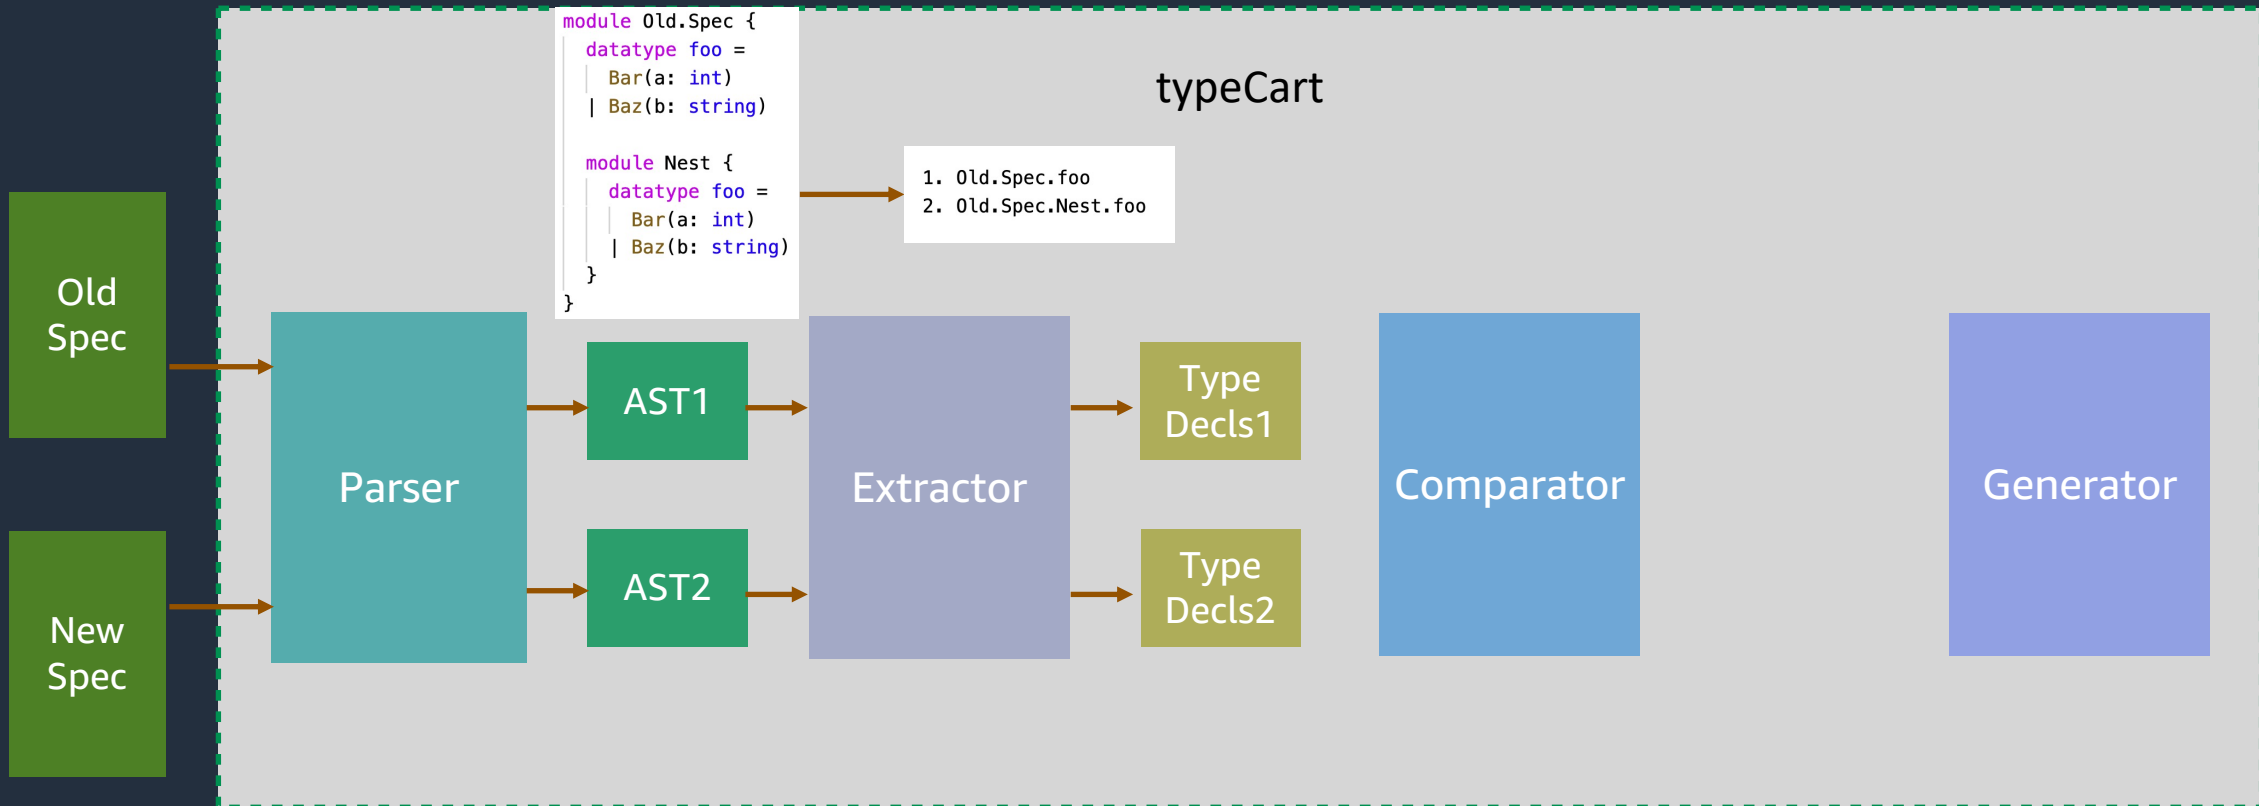 module Old.Spec {
datatype foo =
Bar(a: int)
| Baz(b: string)
module Nest {
datatype foo =
Bar(a: int)
| Baz(b: string)
}
}
typeCart
1. Old.Spec.foo
2. Old.Spec.Nest.foo
Old
Spec
New
Spec
Parser
AST1
AST2
Extractor
Type
Decls1
Type
Decls2
Comparator
Generator